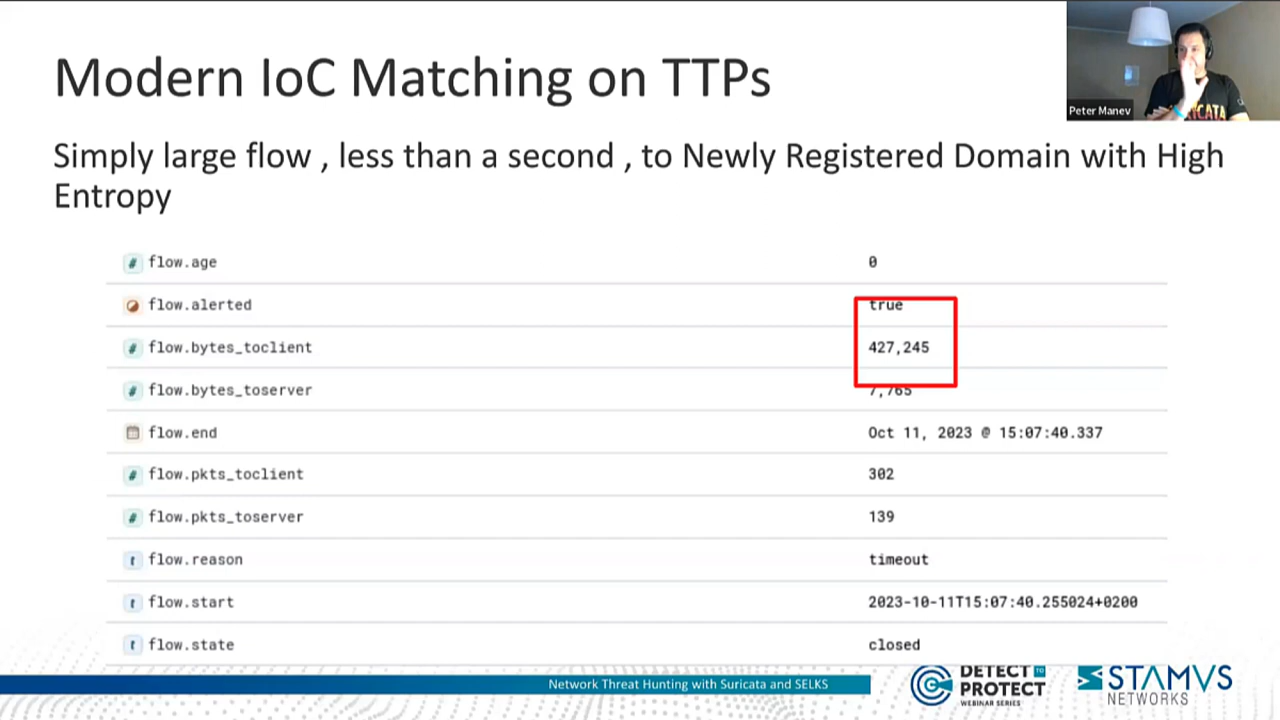 Modern IoC Matching on TTPs
Peter Manev
Simply large flow , less than a second , to Newly Registered Domain with High
Entropy
# flow.age 0
flow.alerted true
# flow.bytes_toclient 427,245
# flow.bytes_toserver 7,765
flow.end Oct 11, 2023 @ 15:07:40.337
# flow.pkts_toclient 302
# flow.pkts_toserver 139
t flow.reason timeout
t flow.start 2023-10-11T15:07:40.255024+0200
t flow.state closed
Network Threat Hunting with Suricata and SELKS
DETECT TO
PROTECT
WEBINAR SERIES
STAMVS
NETWORKS